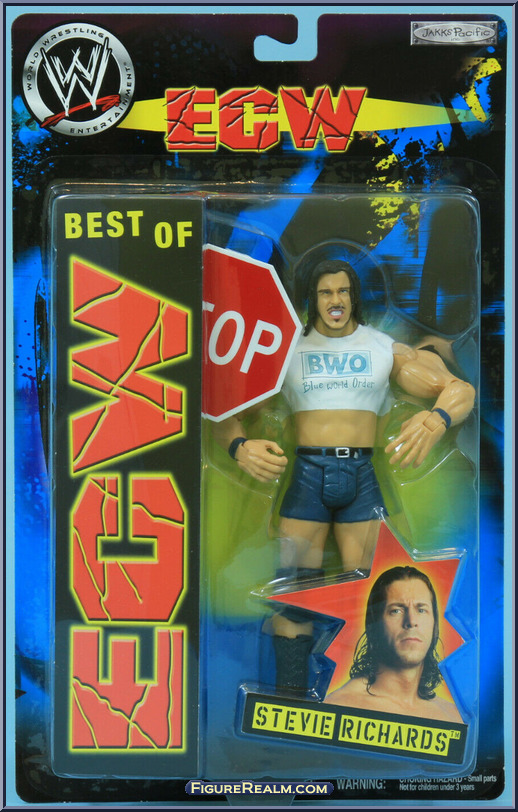 WORLD WRESTLING
ENTERTAINMENT
W
JAKKS Pacific
ECW
BEST OF
ECW
TOP
BWO
Blue World Order
STEVIE RICHARDS™
WARNING: CHOKING HAZARD - Small parts
Not for children under 3 years
FIGUREREALM.COM